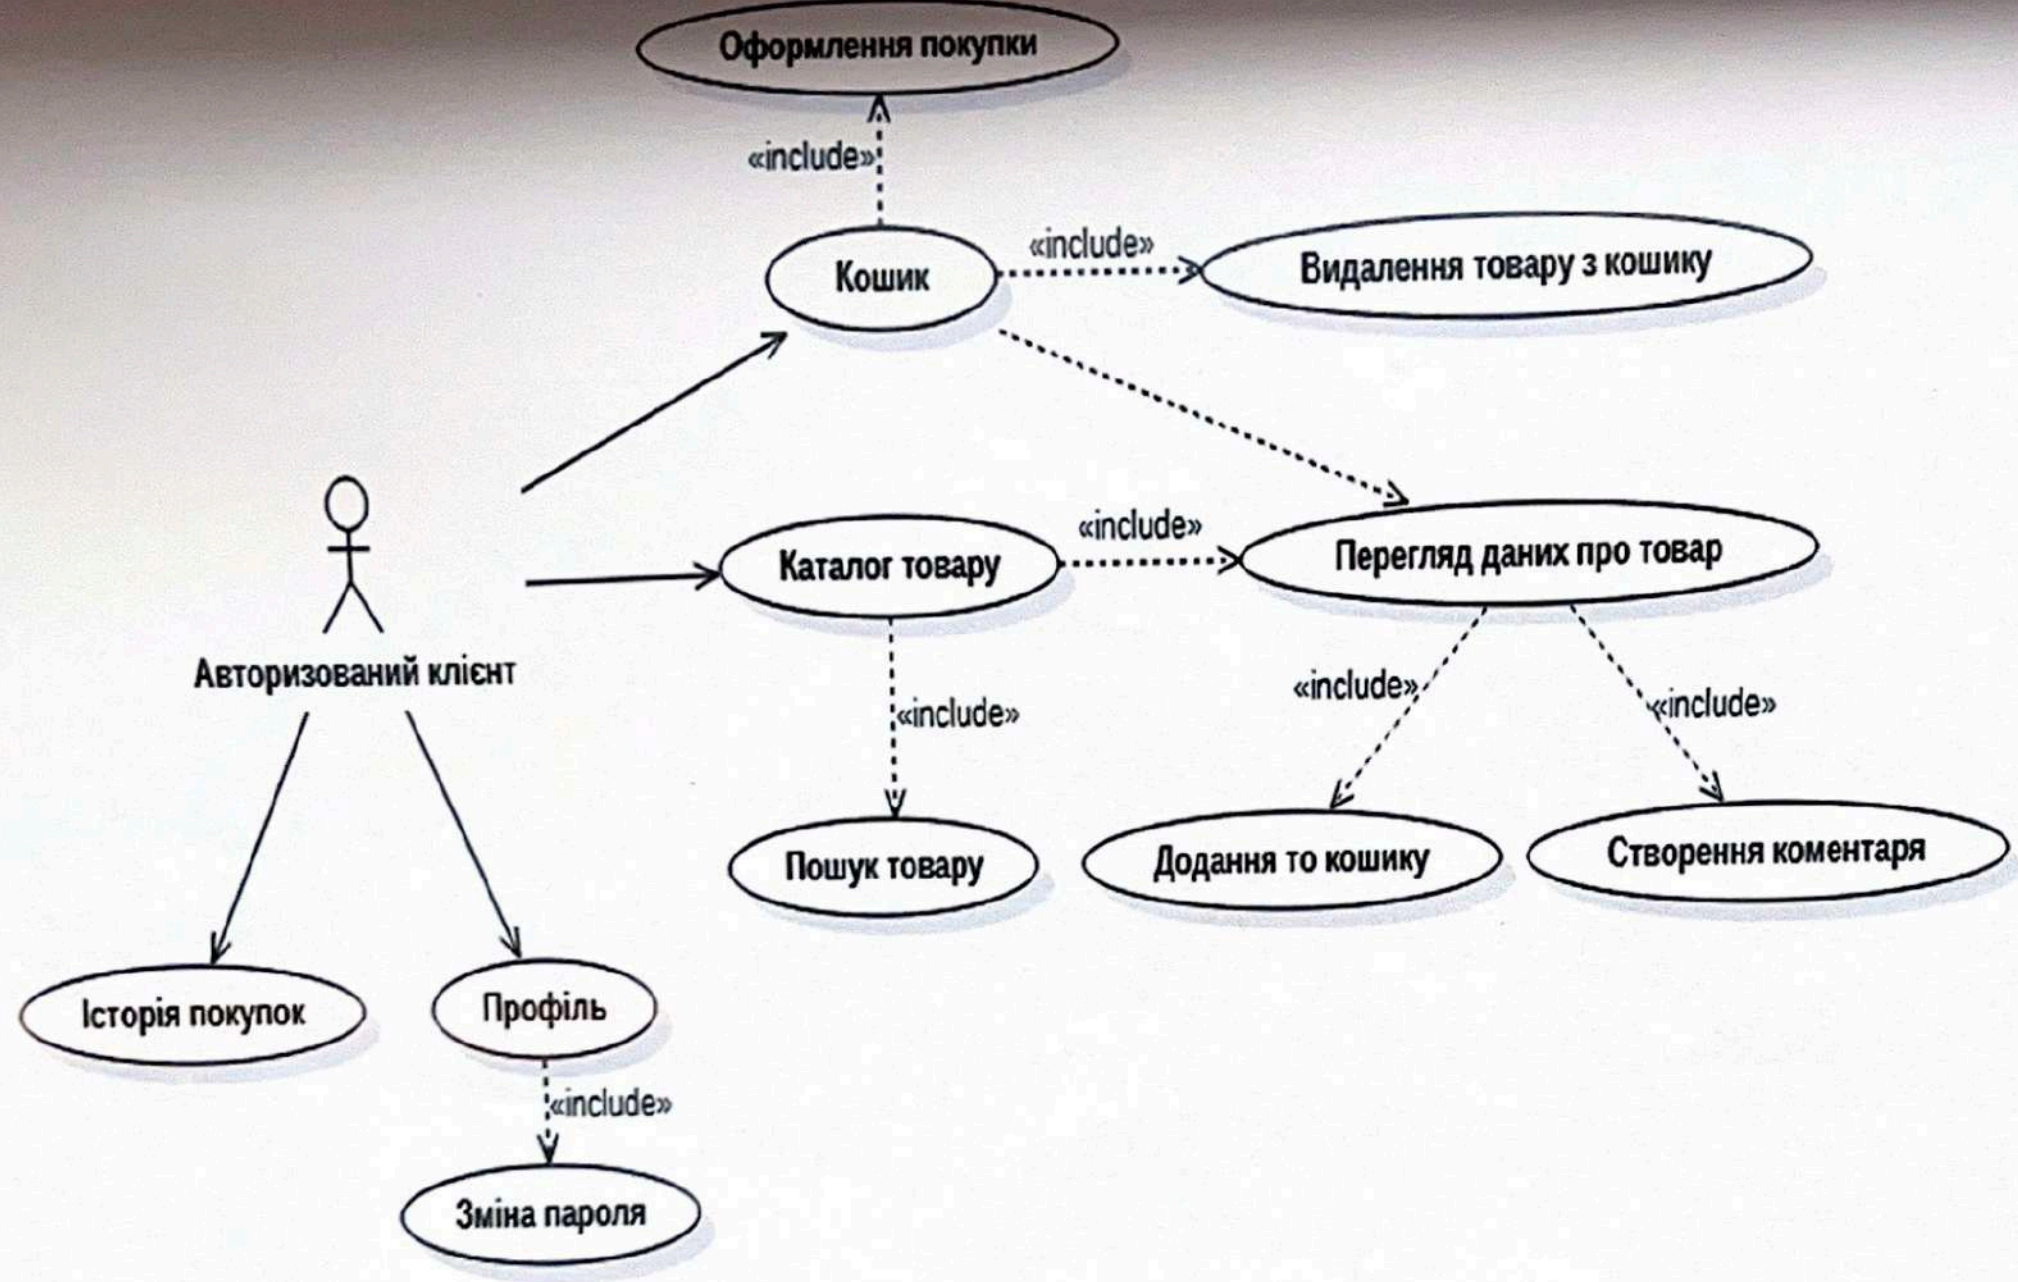 Оформлення покупки
«include»
Кошик
«include»
Видалення товару з кошику
Авторизований клієнт
Каталог товару
«include»
Перегляд даних про товар
«include»
«include»
«include»
Пошук товару
Додання то кошику
Створення коментаря
Історія покупок
Профіль
«include»
Зміна пароля